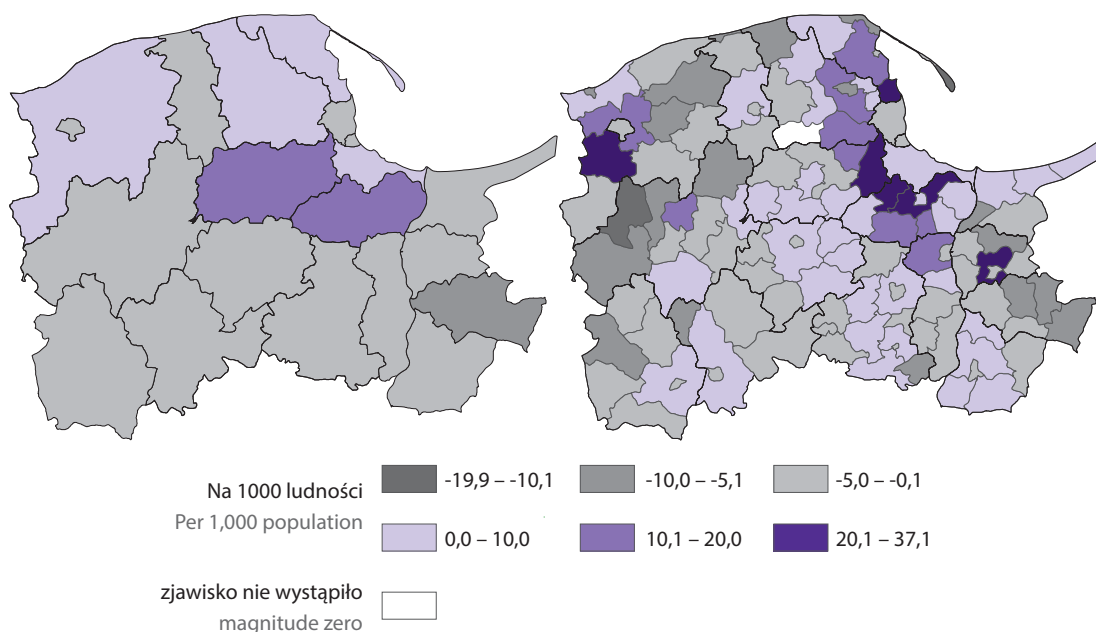 Na 1000 ludności
Per 1,000 population
-19,9 – -10,1
-10,0 – -5,1
-5,0 – -0,1
0,0 – 10,0
10,1 – 20,0
20,1 – 37,1
zjawisko nie wystąpiło
magnitude zero